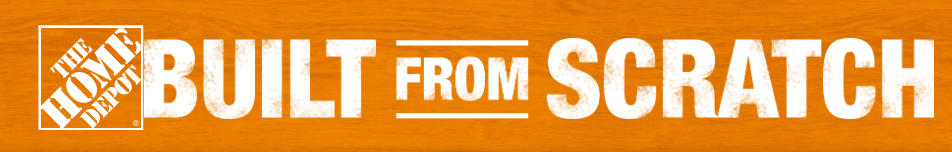 THE
HOME
DEPOT
®
BUILT FROM SCRATCH